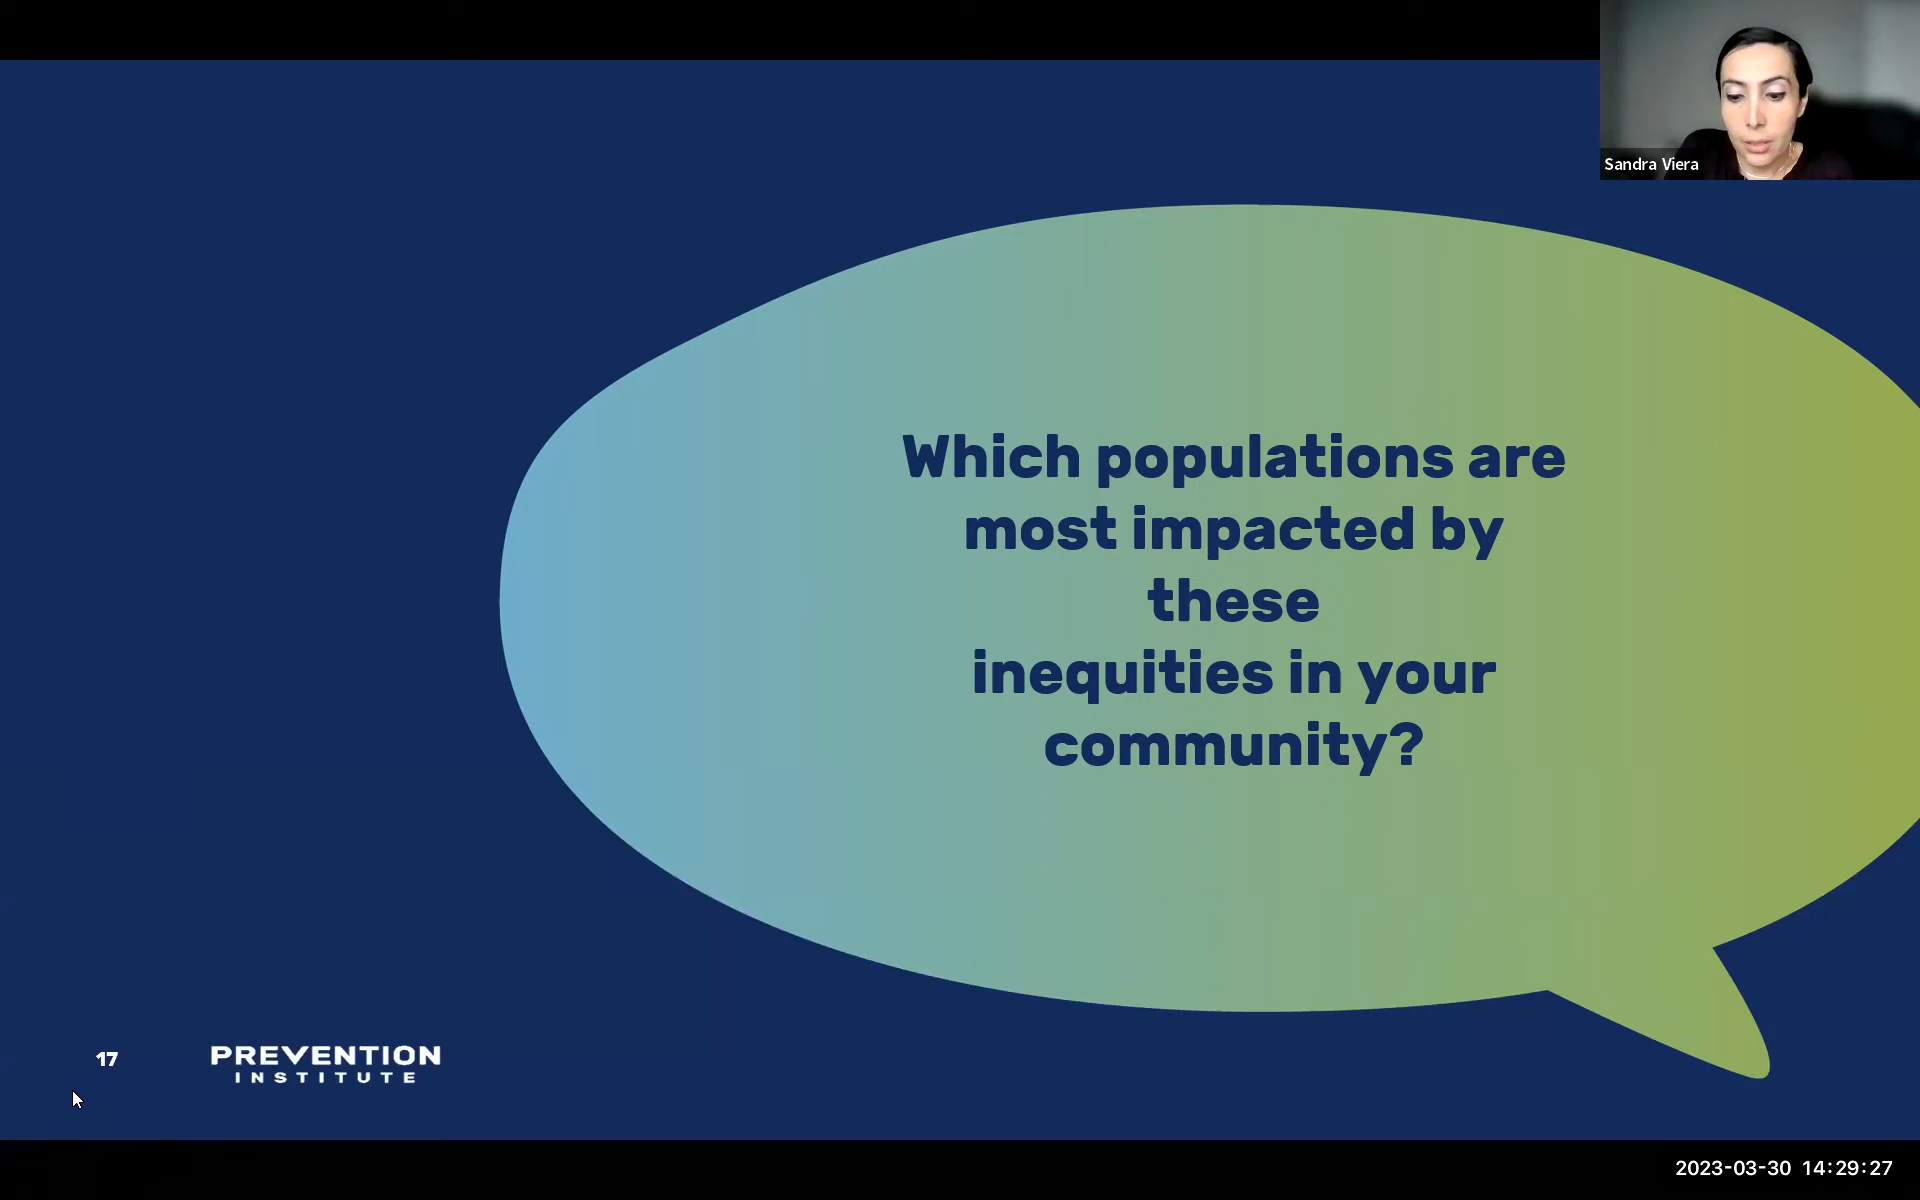 Sandra Viera
Which populations are
most impacted by
these
inequities in your
community?
17
PREVENTION
INSTITUTE
2023-03-30 14:29:27